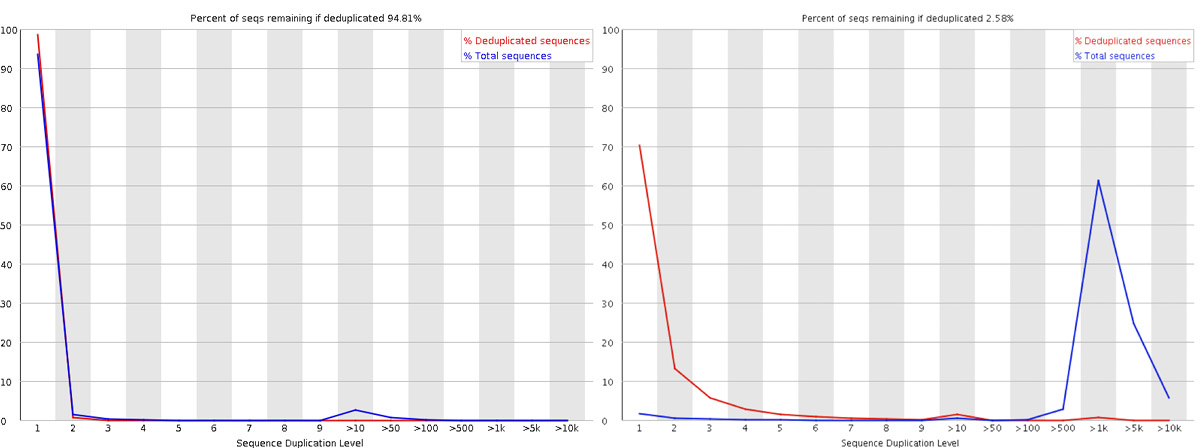 Percent of seqs remaining if deduplicated 94.81%
% Deduplicated sequences
% Total sequences
100
90
80
70
60
50
40
30
20
10
0
1 2 3 4 5 6 7 8 9 >10 >50 >100 >500 >1k >5k >10k
Sequence Duplication Level
Percent of seqs remaining if deduplicated 2.58%
% Deduplicated sequences
% Total sequences
100
90
80
70
60
50
40
30
20
10
0
1 2 3 4 5 6 7 8 9 >10 >50 >100 >500 >1k >5k >10k
Sequence Duplication Level